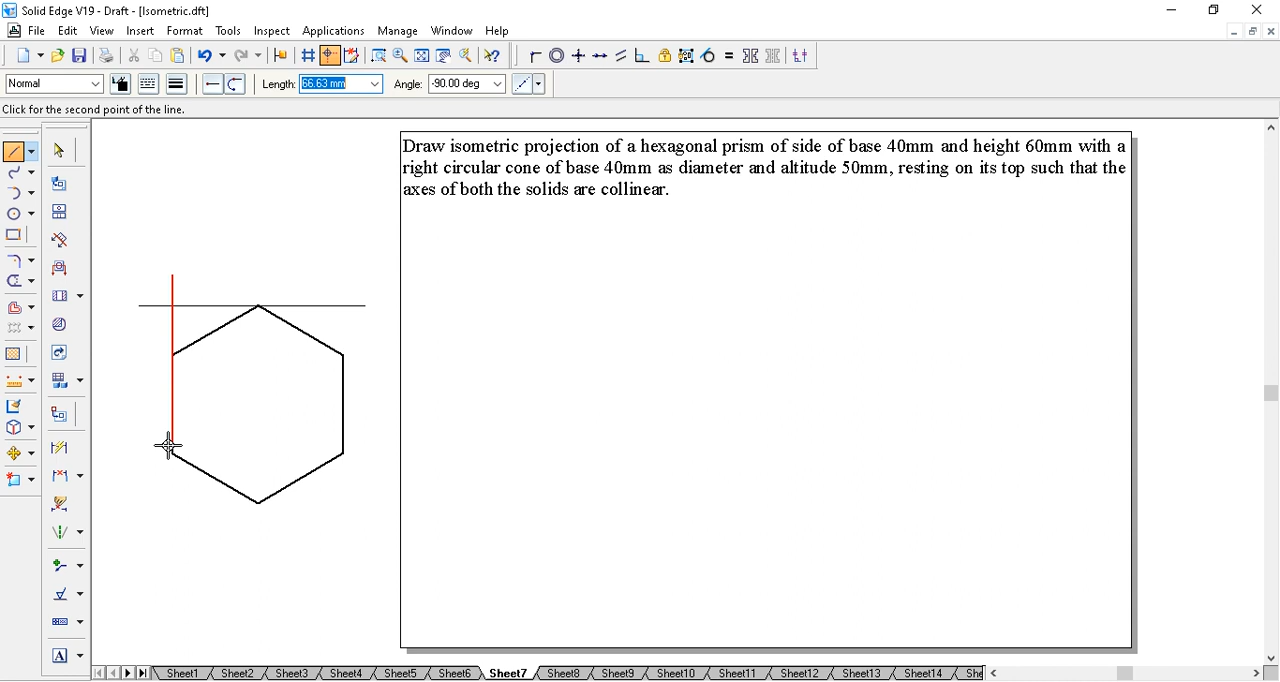 Solid Edge V19 - Draft - [Isometric.dft]
File Edit View Insert Format Tools Inspect Applications Manage Window Help
Normal Length: 66.63 mm Angle: -90.00 deg
Click for the second point of the line.
Draw isometric projection of a hexagonal prism of side of base 40mm and height 60mm with a
right circular cone of base 40mm as diameter and altitude 50mm, resting on its top such that the
axes of both the solids are collinear.
A
Sheet1 Sheet2 Sheet3 Sheet4 Sheet5 Sheet6 Sheet7 Sheet8 Sheet9 Sheet10 Sheet11 Sheet12 Sheet13 Sheet14 She